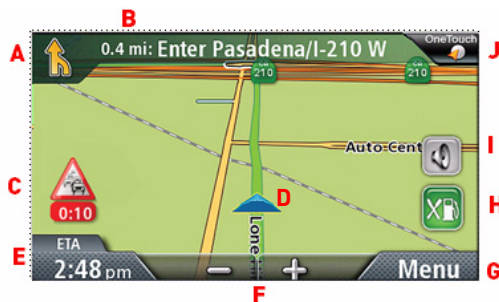 B
A
0.4 mi: Enter Pasadena/I-210 W
OneTouch
J
210
210
Auto Cent
I
C
0:10
D
X
H
Lone
ETA
E
2:48 pm
−
+
Menu
G
F